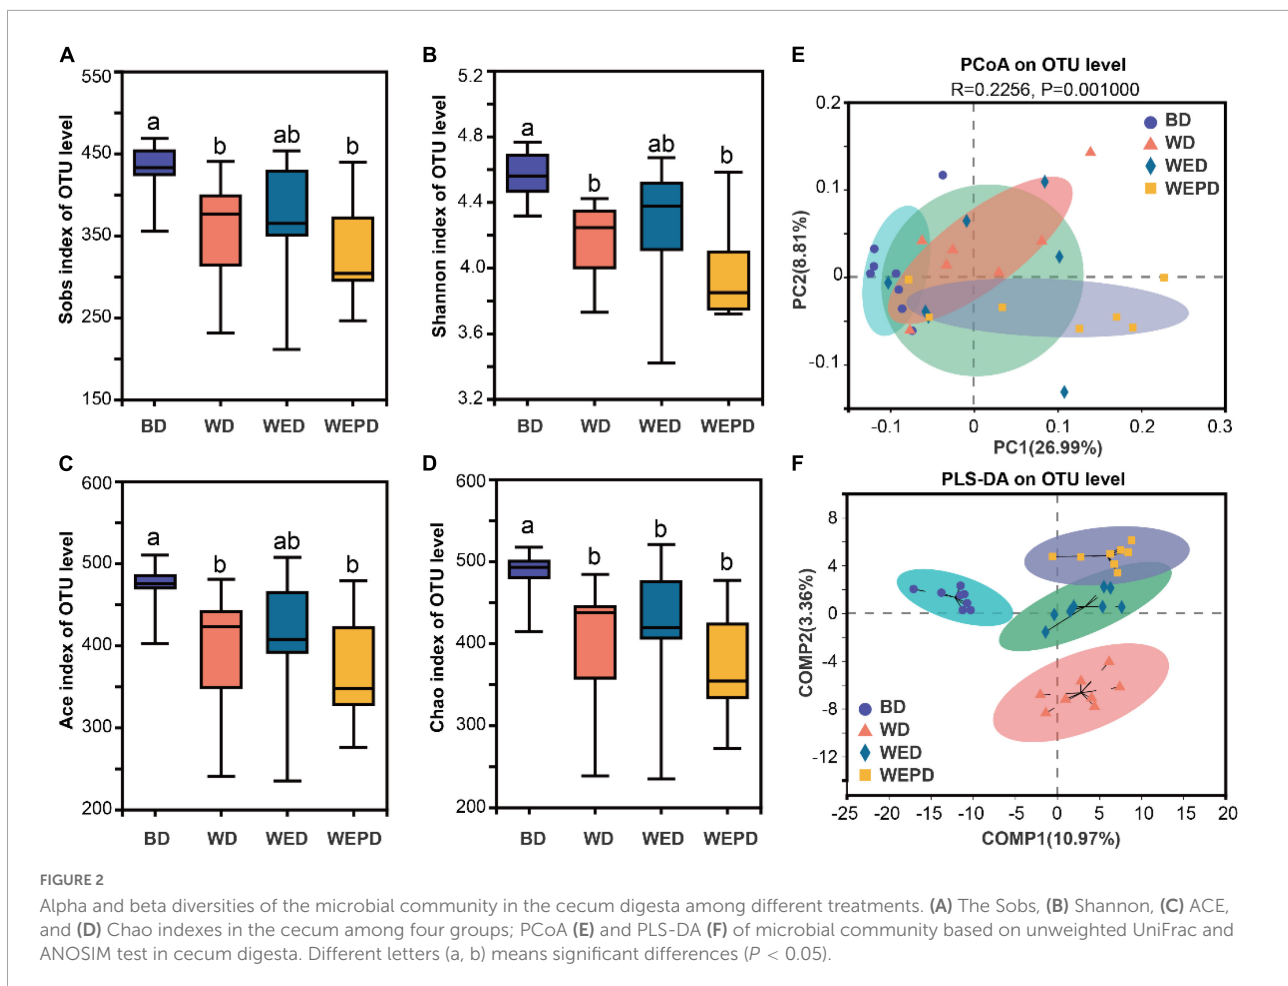 A
Sobs index of OTU level
550
450
350
250
150
a
b
ab
b
BD
WD
WED
WEPD
B
Shannon index of OTU level
5.2
4.8
4.4
4.0
3.6
3.2
a
b
ab
b
BD
WD
WED
WEPD
E
PCoA on OTU level
R=0.2256, P=0.001000
PC2(8.81%)
0.2
0.1
0
-0.1
BD
WD
WED
WEPD
-0.1
0
0.1
0.2
0.3
PC1(26.99%)
C
Ace index of OTU level
600
500
400
300
200
a
b
ab
b
BD
WD
WED
WEPD
D
Chao index of OTU level
600
500
400
300
200
a
b
b
b
BD
WD
WED
WEPD
F
PLS-DA on OTU level
COMP2(3.36%)
8
4
0
-4
-8
-12
BD
WD
WED
WEPD
-25
-20
-15
-10
-5
0
5
10
15
20
COMP1(10.97%)
FIGURE 2
Alpha and beta diversities of the microbial community in the cecum digesta among different treatments. (A) The Sobs, (B) Shannon, (C) ACE,
and (D) Chao indexes in the cecum among four groups; PCoA (E) and PLS-DA (F) of microbial community based on unweighted UniFrac and
ANOSIM test in cecum digesta. Different letters (a, b) means significant differences (P < 0.05).